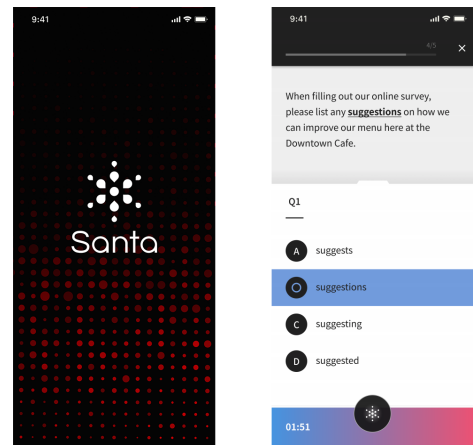 9:41
Santa
9:41
4/5
When filling out our online survey,
please list any suggestions on how we
can improve our menu here at the
Downtown Cafe.
Q1
A suggests
suggestions
C suggesting
D suggested
01:51